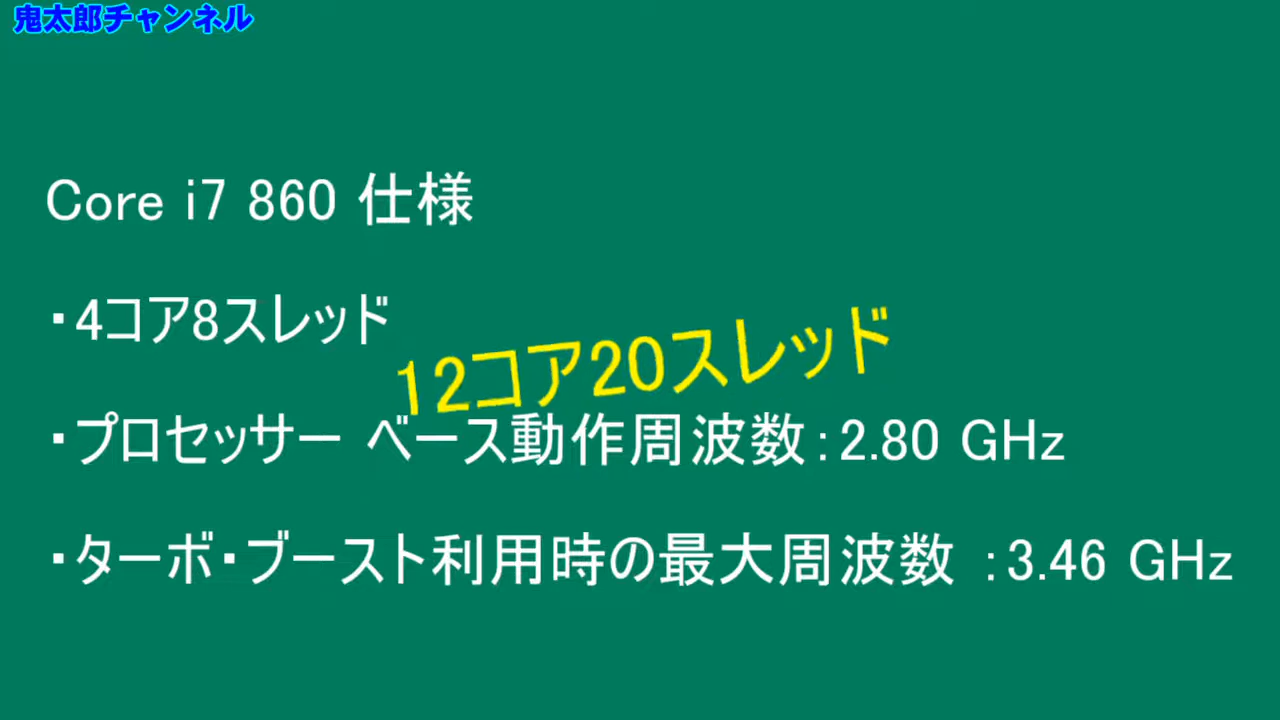 鬼太郎チャンネル
Core i7 860 仕様
・4コア8スレッド
12コア20スレッド
・プロセッサー ベース動作周波数：2.80 GHz
・ターボ・ブースト利用時の最大周波数 ：3.46 GHz